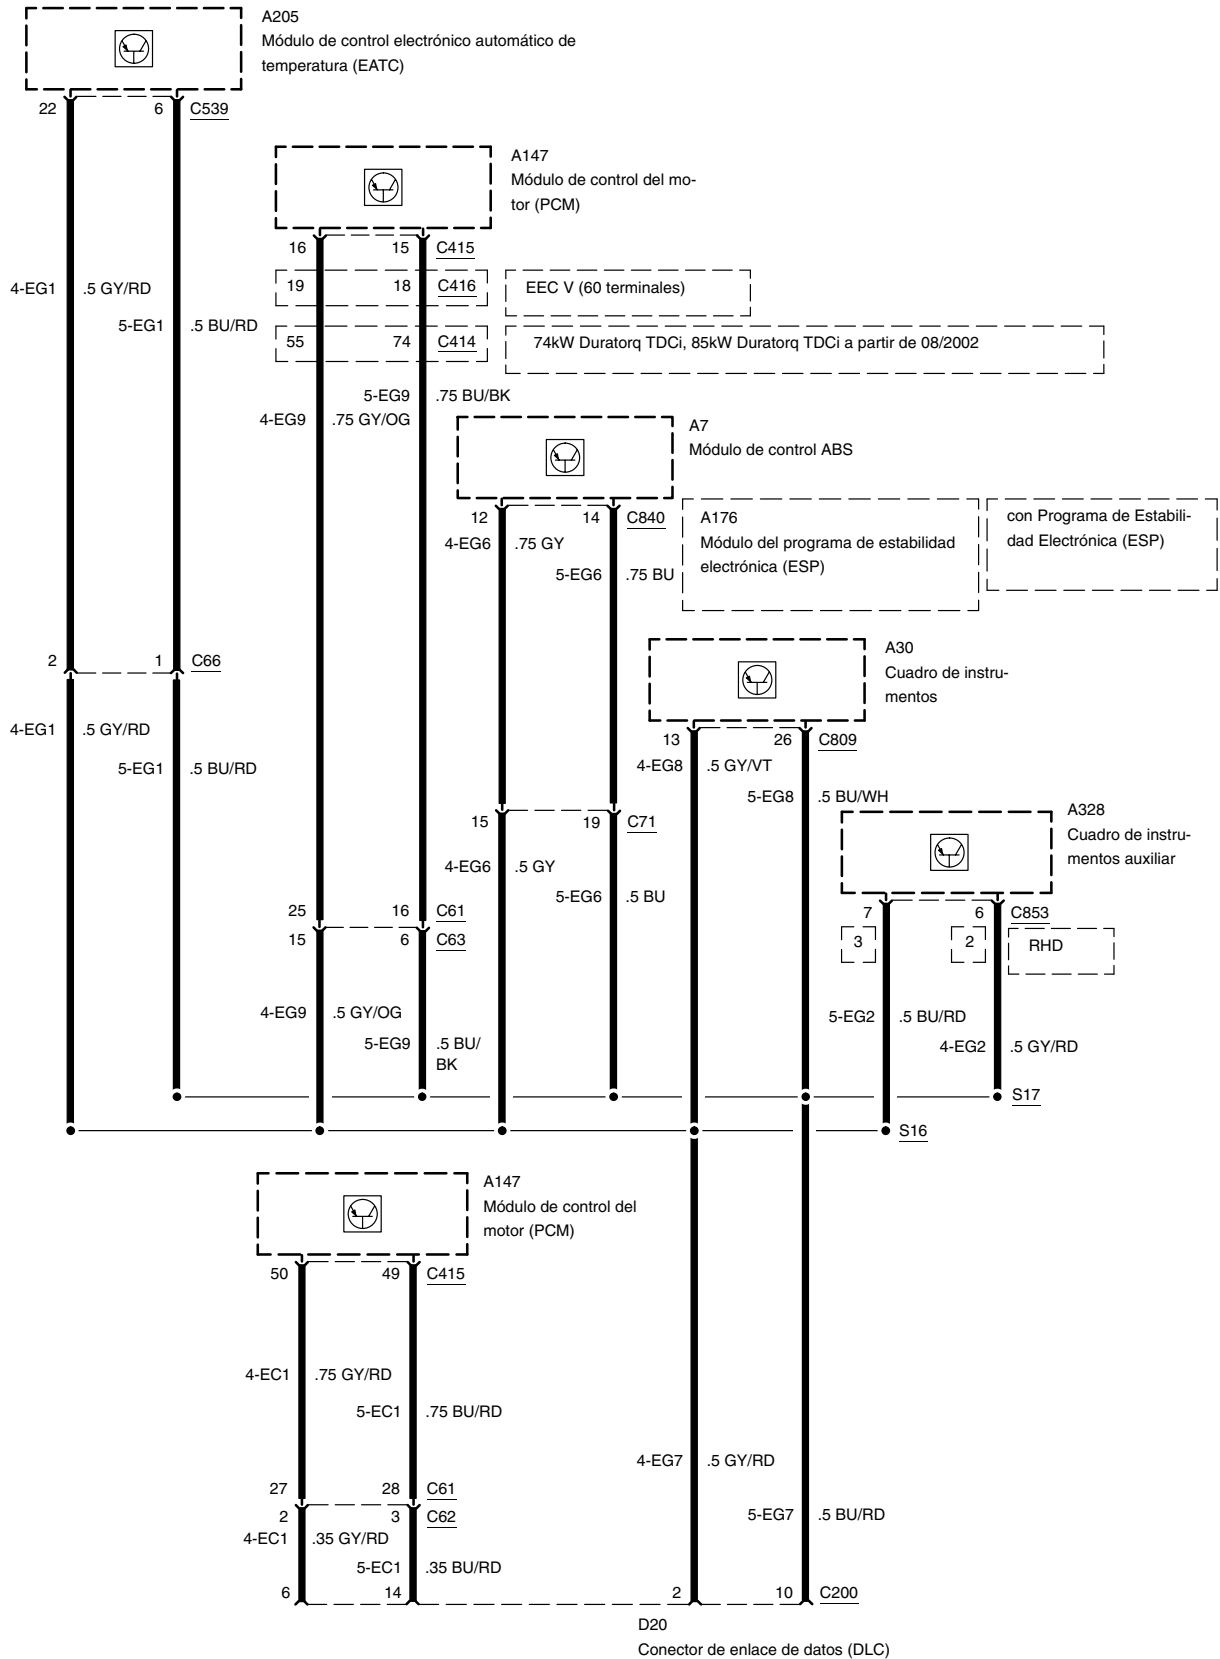 A205
Módulo de control electrónico automático de
temperatura (EATC)
22 6 C539
A147
Módulo de control del mo-
tor (PCM)
16 15 C415
4-EG1 .5 GY/RD
19 18 C416
EEC V (60 terminales)
5-EG1 .5 BU/RD
55 74 C414
74kW Duratorq TDCi, 85kW Duratorq TDCi a partir de 08/2002
5-EG9 .75 BU/BK
4-EG9 .75 GY/OG
A7
Módulo de control ABS
12 14 C840
A176
Módulo del programa de estabilidad
electrónica (ESP)
con Programa de Estabili-
dad Electrónica (ESP)
4-EG6 .75 GY
5-EG6 .75 BU
A30
Cuadro de instru-
mentos
2 1 C66
4-EG1 .5 GY/RD
13 26 C809
5-EG1 .5 BU/RD
4-EG8 .5 GY/VT
5-EG8 .5 BU/WH
A328
Cuadro de instru-
mentos auxiliar
15 19 C71
4-EG6 .5 GY
5-EG6 .5 BU
25 16 C61
7 6 C853
15 6 C63
3 2 RHD
4-EG9 .5 GY/OG
5-EG2 .5 BU/RD
5-EG9 .5 BU/
BK
4-EG2 .5 GY/RD
S17
S16
A147
Módulo de control del
motor (PCM)
50 49 C415
4-EC1 .75 GY/RD
5-EC1 .75 BU/RD
4-EG7 .5 GY/RD
27 28 C61
5-EG7 .5 BU/RD
2 3 C62
4-EC1 .35 GY/RD
5-EC1 .35 BU/RD
6 14 2 10 C200
D20
Conector de enlace de datos (DLC)